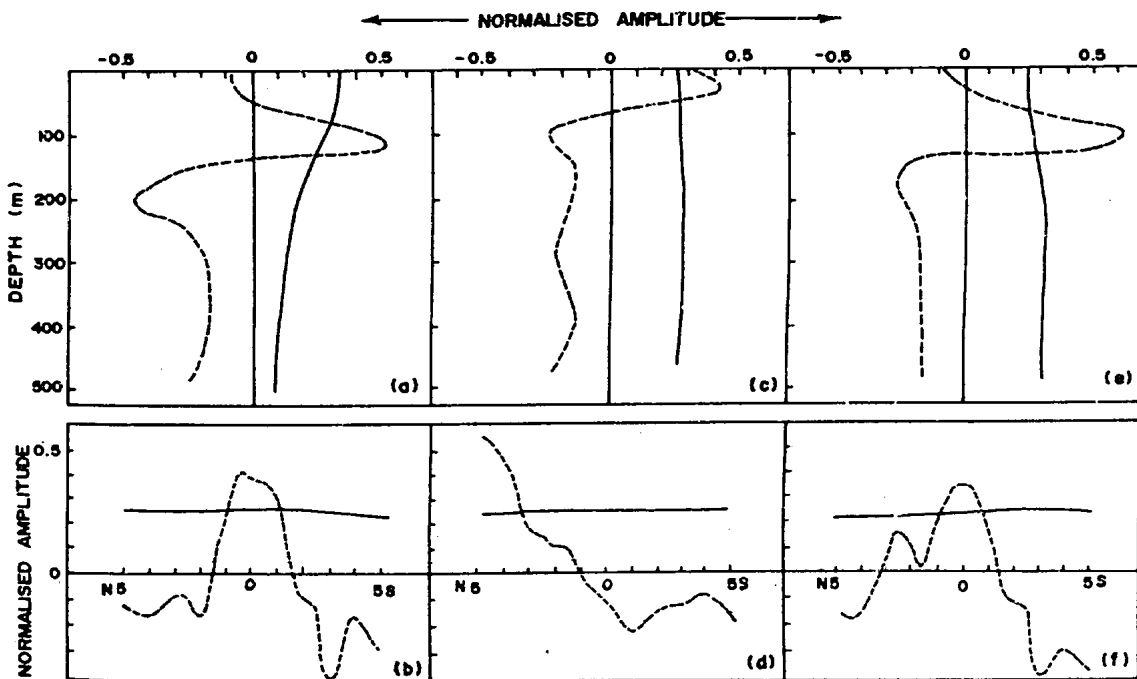 NORMALISED AMPLITUDE
-0.5 0 0.5 -0.5 0 0.5 -0.5 0 0.5
DEPTH (m)
100
200
300
400
500
(a) (c) (e)
NORMALISED AMPLITUDE
0.5
0
N5 0 5S N5 0 5S N5 0 5S
(b) (d) (f)